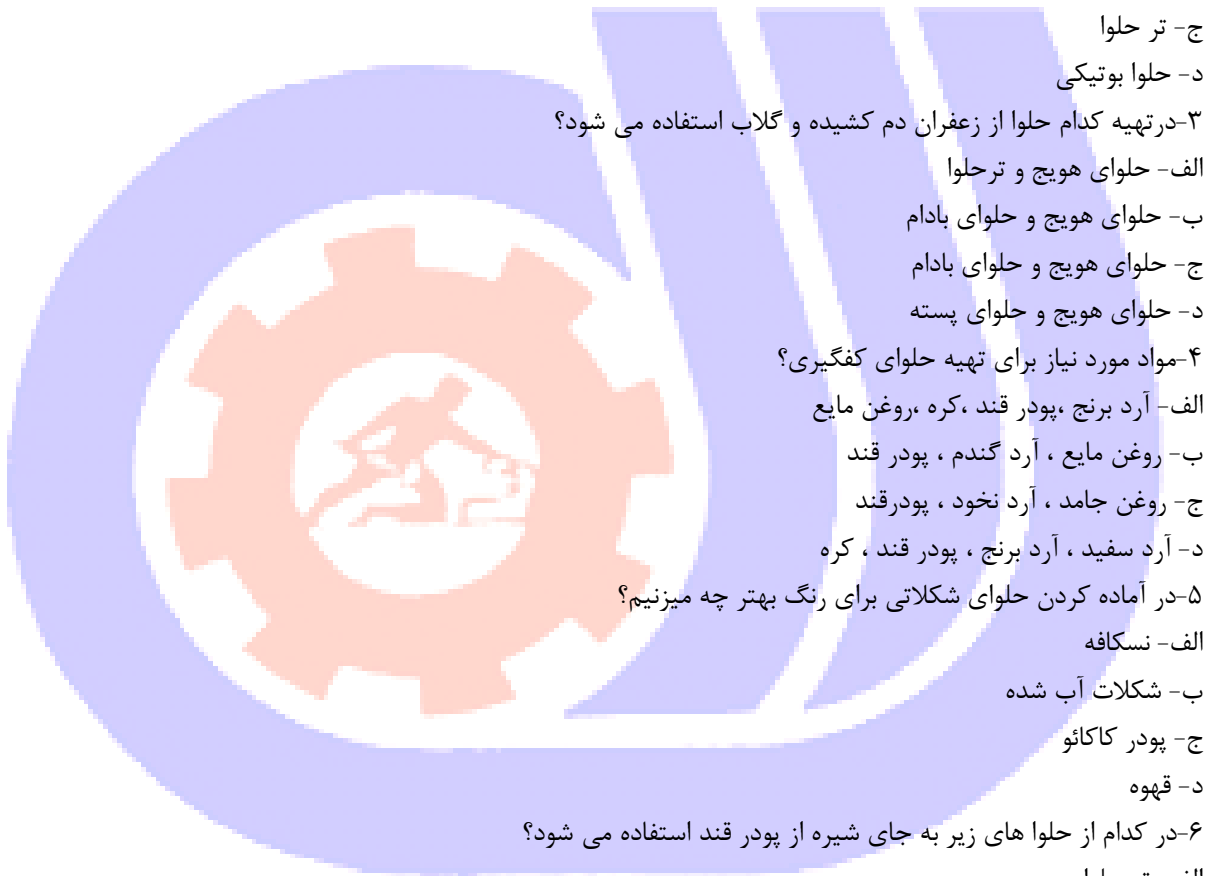 ج- تر حلوا
د- حلوا بوتیکی
۳-درتهیه کدام حلوا از زعفران دم کشیده و گلاب استفاده می شود؟
الف- حلوای هویج و ترحلوا
ب- حلوای هویج و حلوای بادام
ج- حلوای هویج و حلوای بادام
د- حلوای هویج و حلوای پسته
۴-مواد مورد نیاز برای تهیه حلوای کفگیری؟
الف- آرد برنج ،پودر قند ،کره ،روغن مایع
ب- روغن مایع ، آرد گندم ، پودر قند
ج- روغن جامد ، آرد نخود ، پودرقند
د- آرد سفید ، آرد برنج ، پودر قند ، کره
۵-در آماده کردن حلوای شکلاتی برای رنگ بهتر چه میزنیم؟
الف- نسکافه
ب- شکلات آب شده
ج- پودر کاکائو
د- قهوه
۶-در کدام از حلوا های زیر به جای شیره از پودر قند استفاده می شود؟